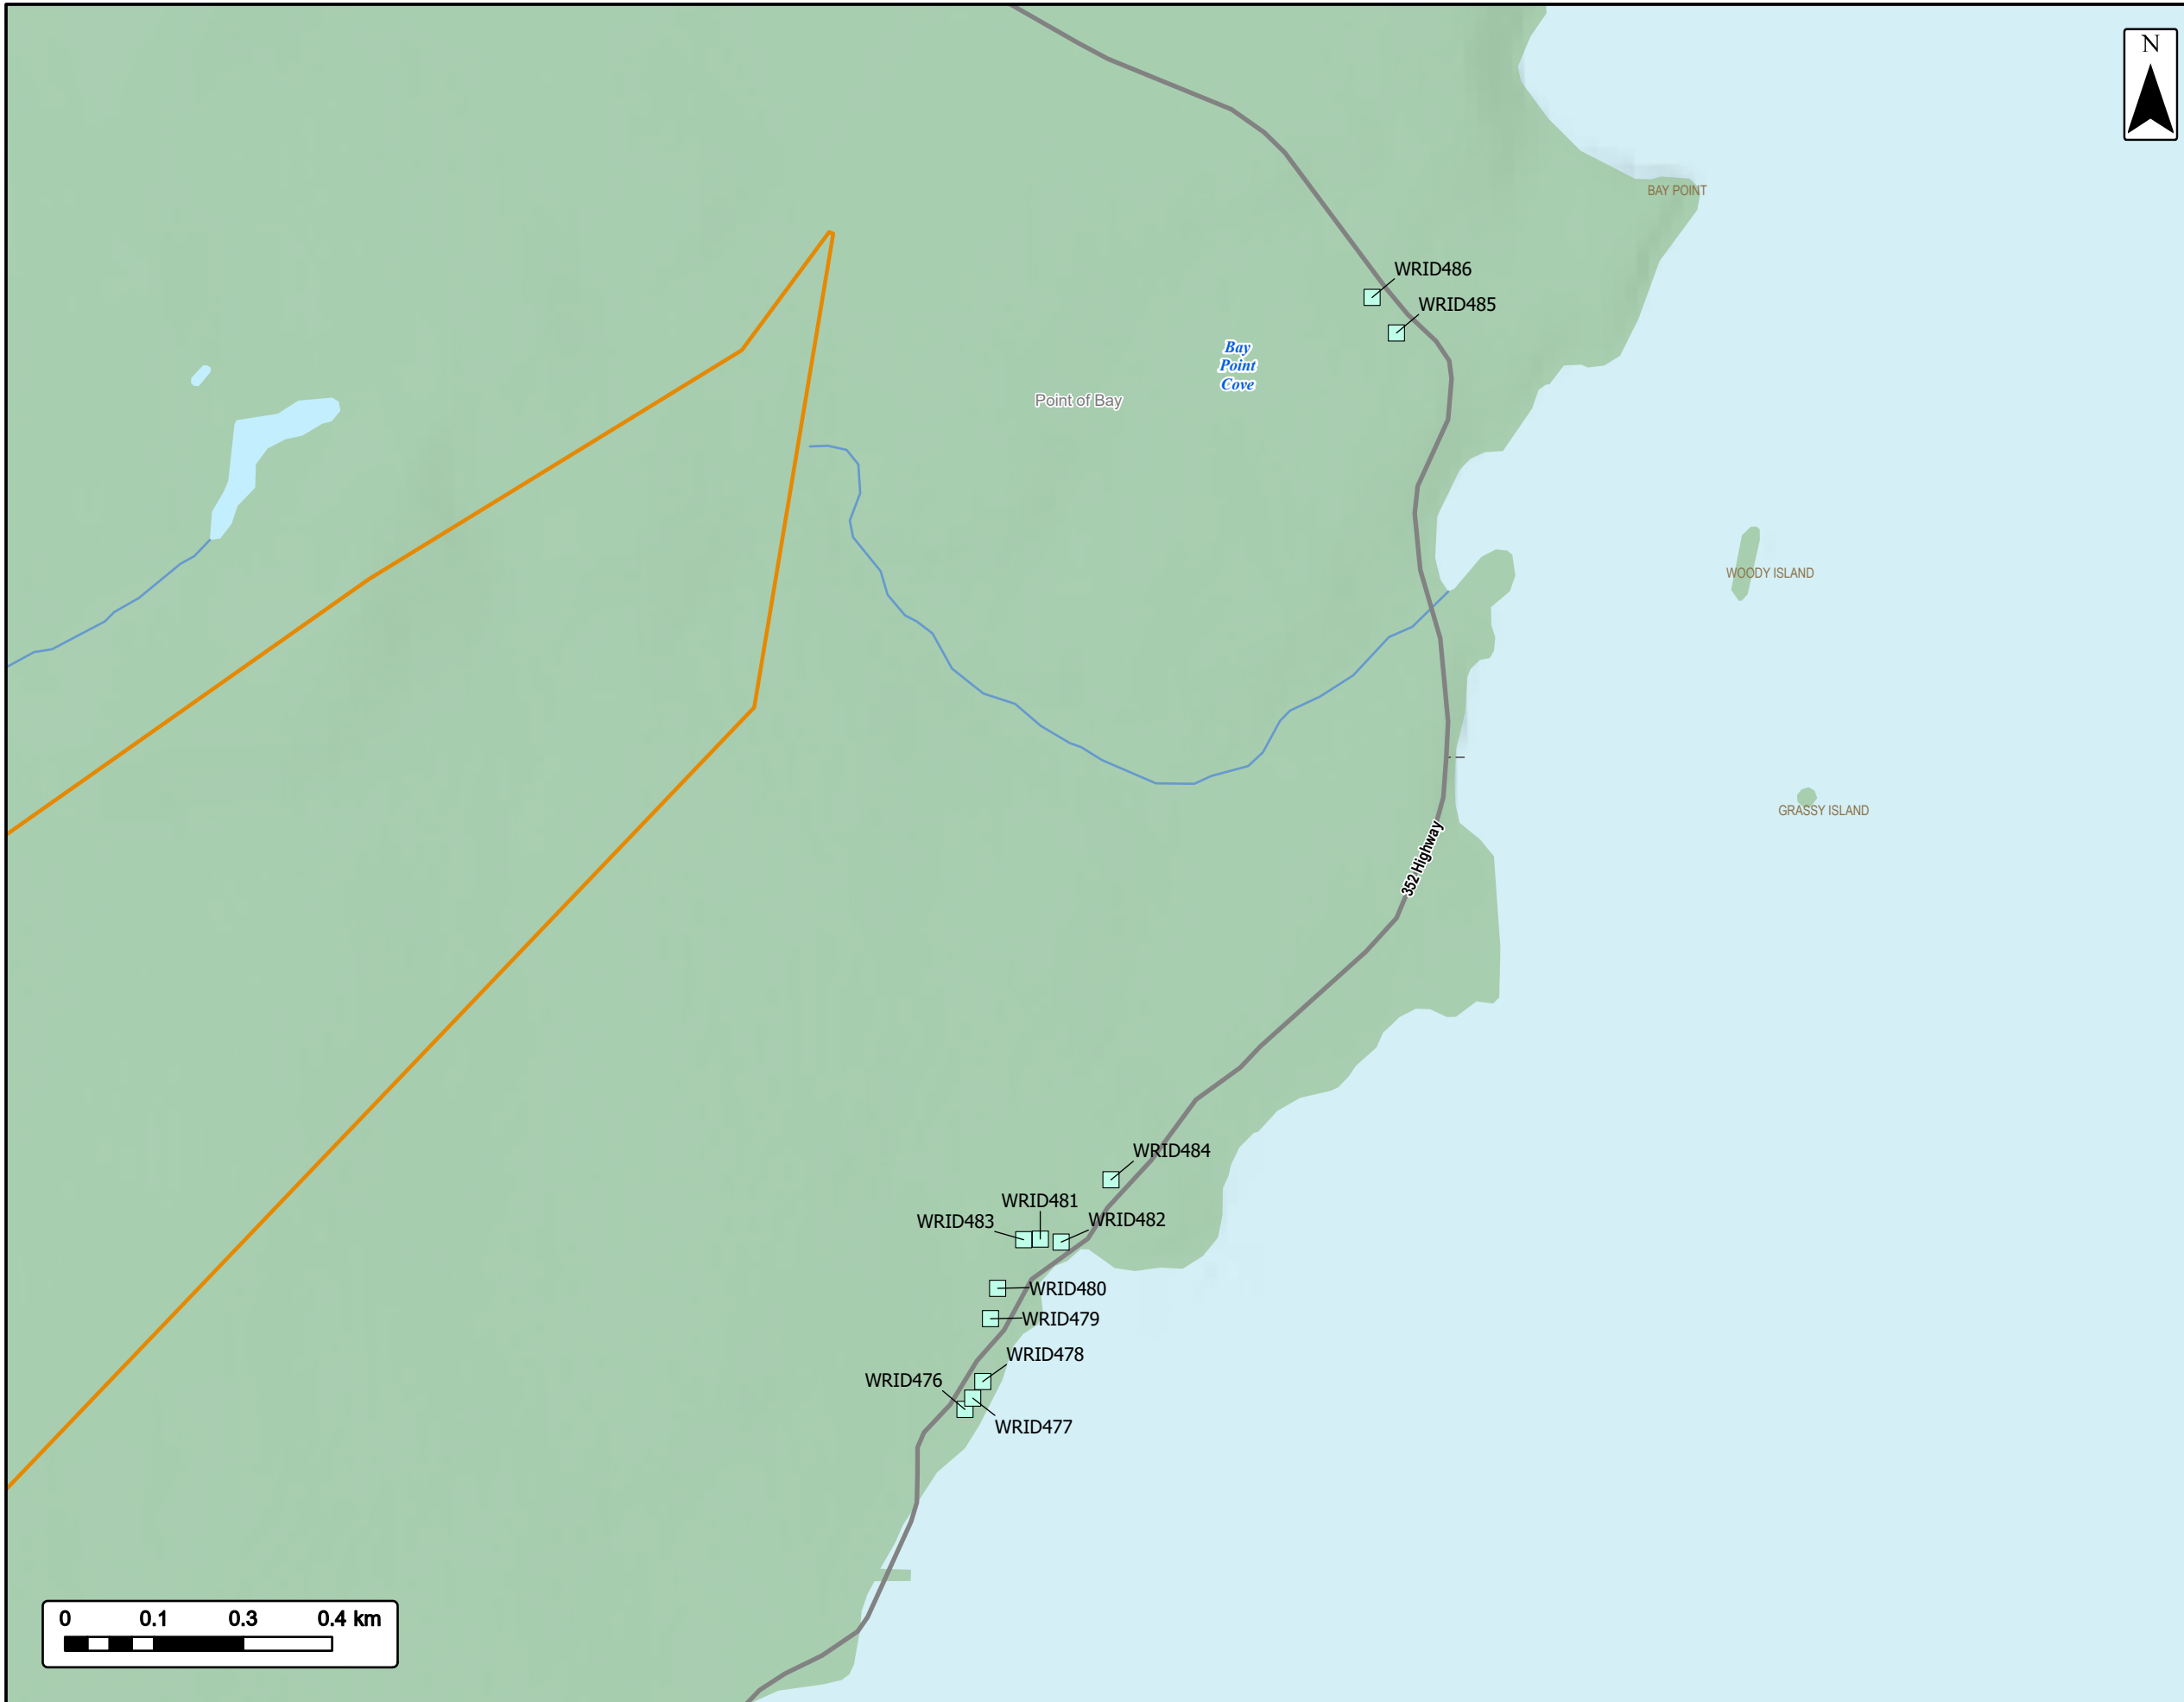 N
BAY POINT
WRID486
WRID485
Bay
Point
Cove
Point of Bay
WOODY ISLAND
GRASSY ISLAND
352 Highway
WRID484
WRID481
WRID483
WRID482
WRID480
WRID479
WRID478
WRID476
WRID477
0 0.1 0.3 0.4 km